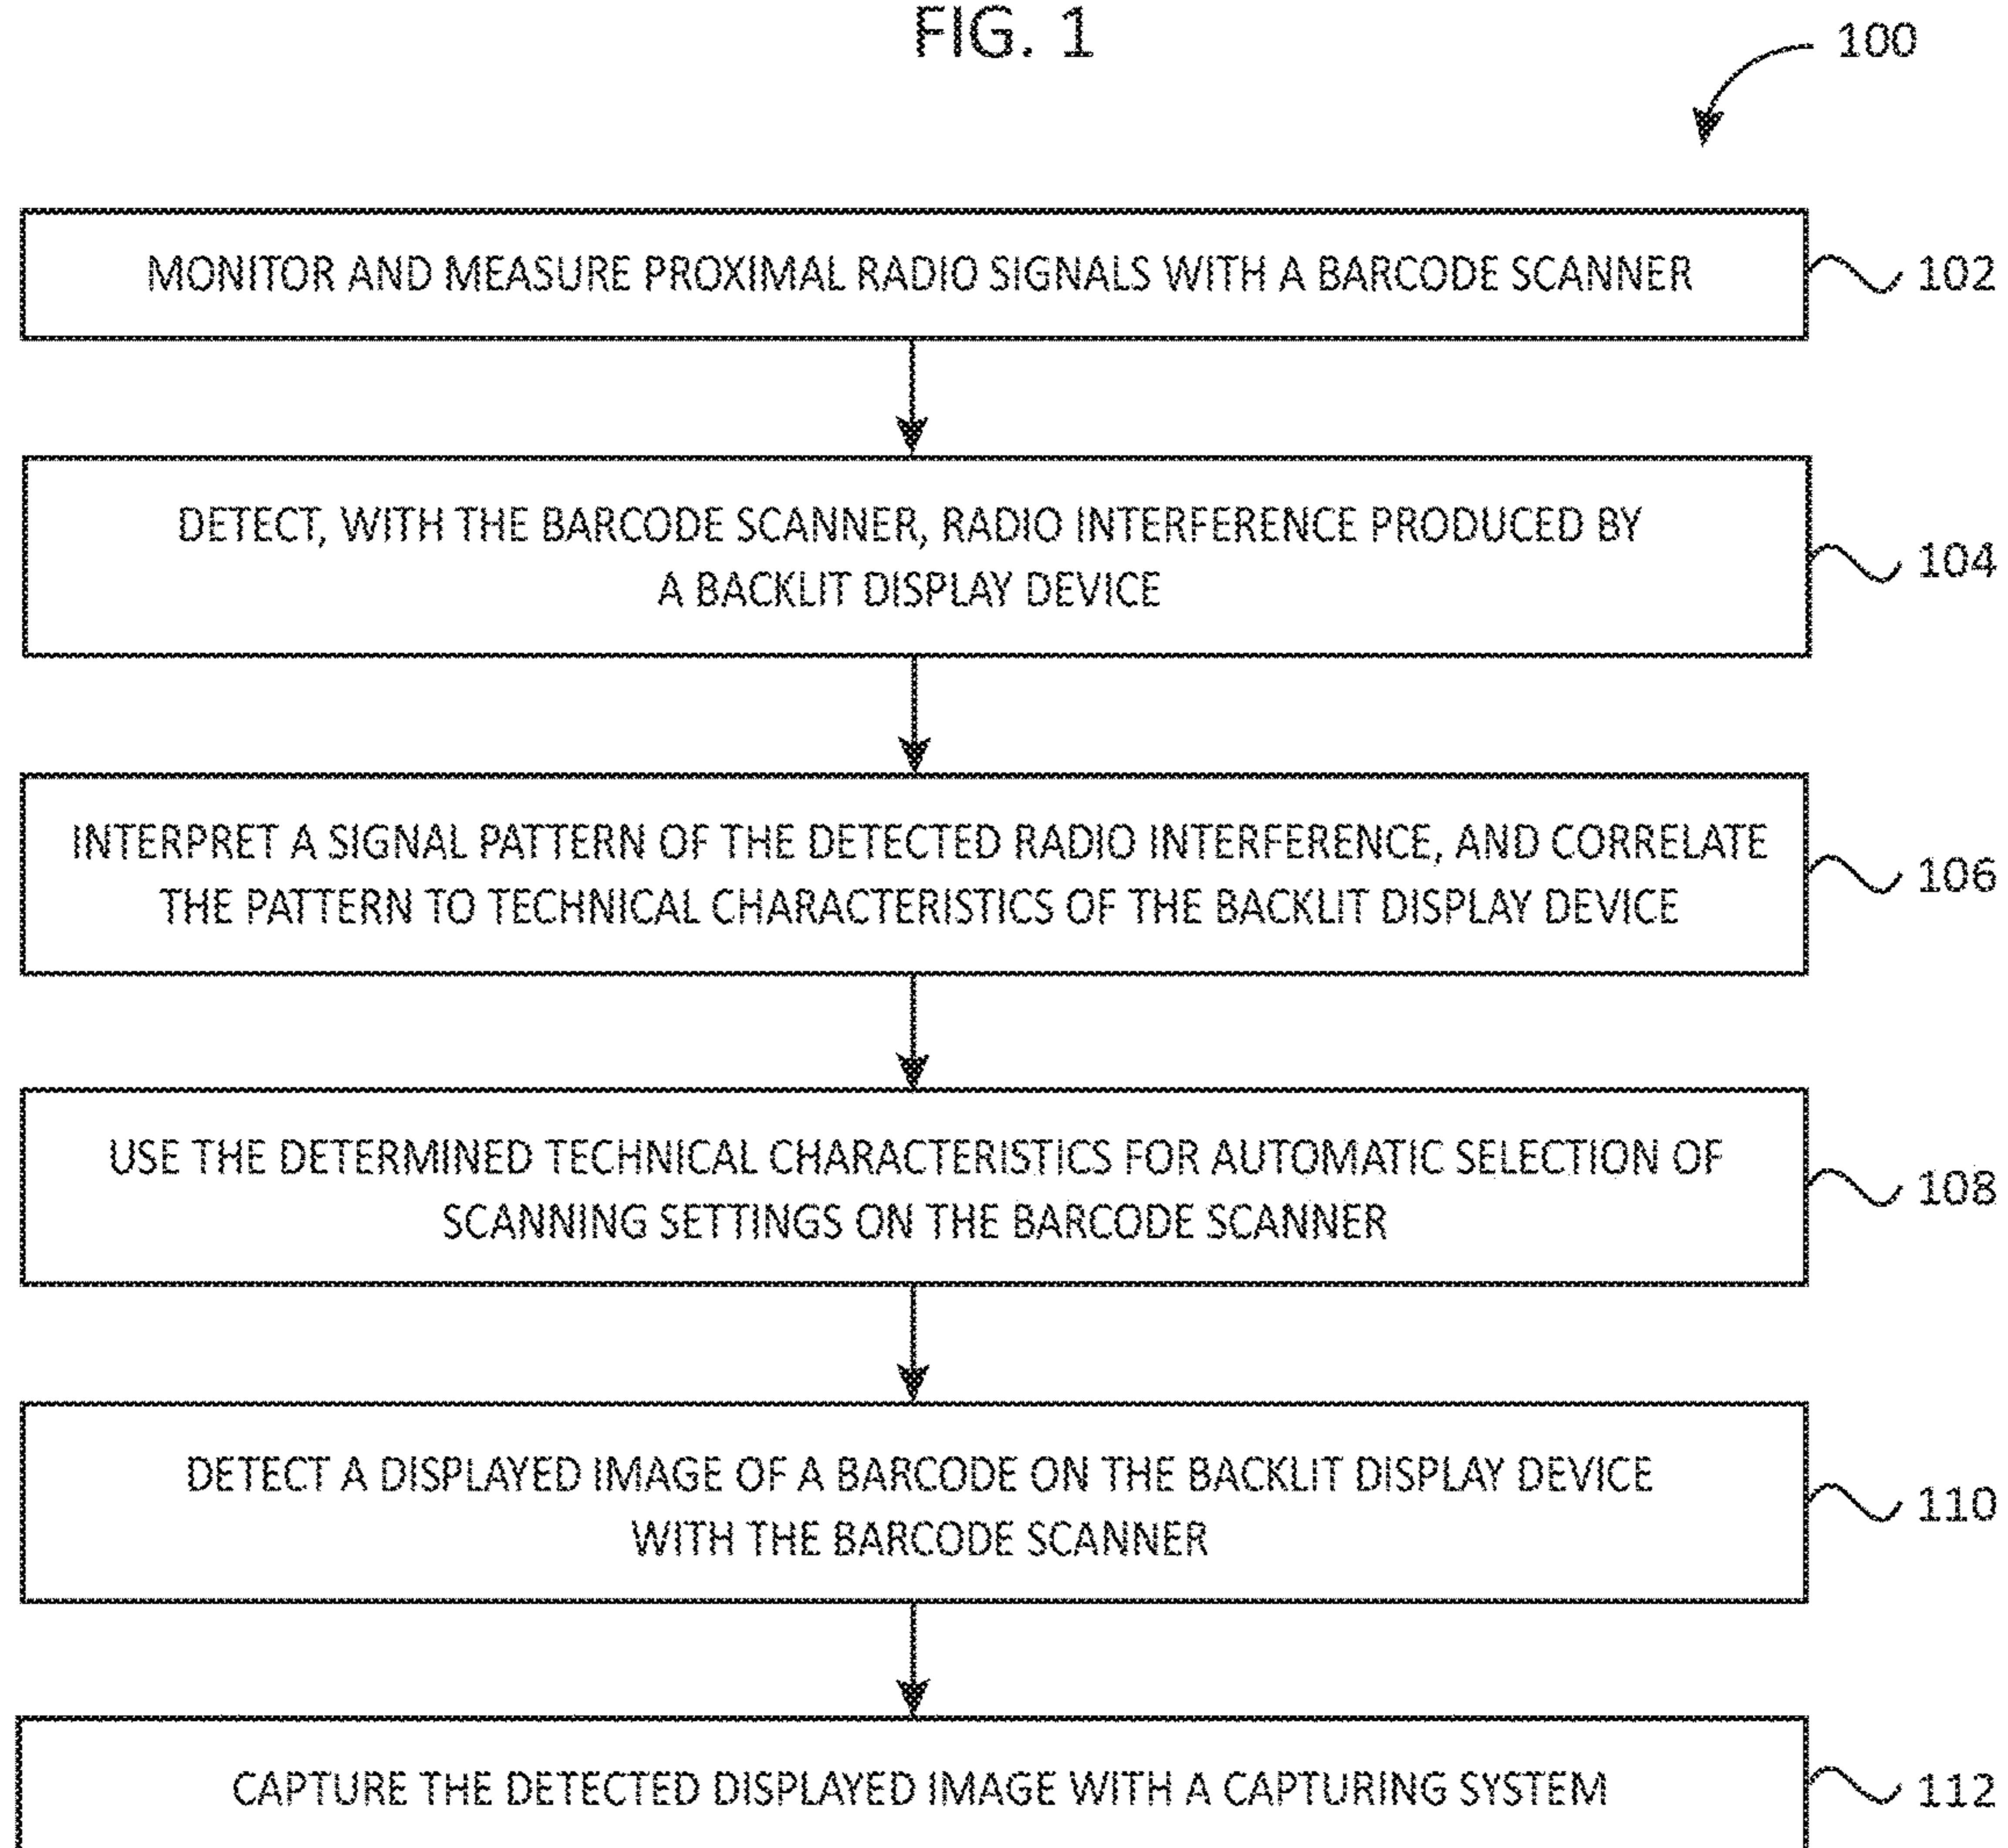 FIG. 1
100
MONITOR AND MEASURE PROXIMAL RADIO SIGNALS WITH A BARCODE SCANNER
102
DETECT, WITH THE BARCODE SCANNER, RADIO INTERFERENCE PRODUCED BY
A BACKLIT DISPLAY DEVICE
104
INTERPRET A SIGNAL PATTERN OF THE DETECTED RADIO INTERFERENCE, AND CORRELATE
THE PATTERN TO TECHNICAL CHARACTERISTICS OF THE BACKLIT DISPLAY DEVICE
106
USE THE DETERMINED TECHNICAL CHARACTERISTICS FOR AUTOMATIC SELECTION OF
SCANNING SETTINGS ON THE BARCODE SCANNER
108
DETECT A DISPLAYED IMAGE OF A BARCODE ON THE BACKLIT DISPLAY DEVICE
WITH THE BARCODE SCANNER
110
CAPTURE THE DETECTED DISPLAYED IMAGE WITH A CAPTURING SYSTEM
112